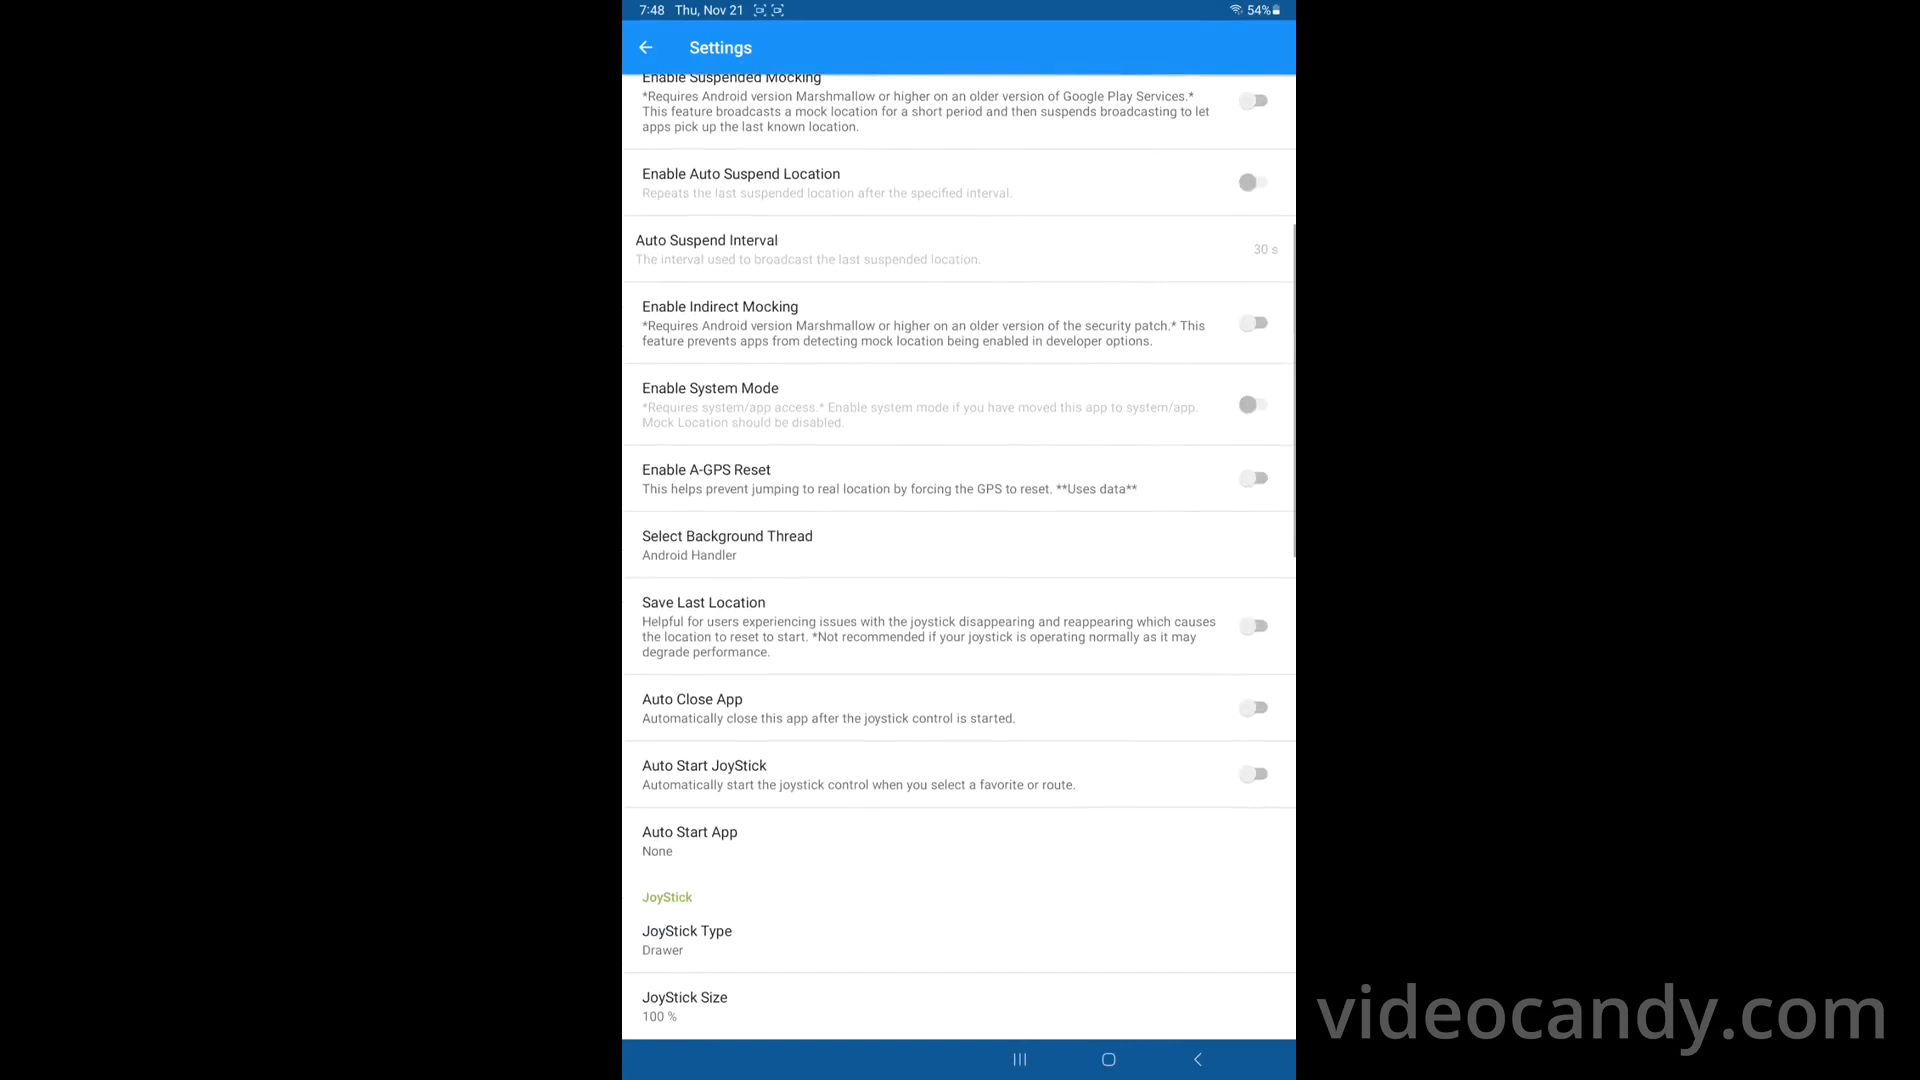 7:48 Thu, Nov 21
54%
Settings
Enable Suspended Mocking
*Requires Android version Marshmallow or higher on an older version of Google Play Services.*
This feature broadcasts a mock location for a short period and then suspends broadcasting to let
apps pick up the last known location.
Enable Auto Suspend Location
Repeats the last suspended location after the specified interval.
Auto Suspend Interval
30 s
The interval used to broadcast the last suspended location.
Enable Indirect Mocking
*Requires Android version Marshmallow or higher on an older version of the security patch.* This
feature prevents apps from detecting mock location being enabled in developer options.
Enable System Mode
*Requires system/app access.* Enable system mode if you have moved this app to system/app.
Mock Location should be disabled.
Enable A-GPS Reset
This helps prevent jumping to real location by forcing the GPS to reset. **Uses data**
Select Background Thread
Android Handler
Save Last Location
Helpful for users experiencing issues with the joystick disappearing and reappearing which causes
the location to reset to start. *Not recommended if your joystick is operating normally as it may
degrade performance.
Auto Close App
Automatically close this app after the joystick control is started.
Auto Start JoyStick
Automatically start the joystick control when you select a favorite or route.
Auto Start App
None
JoyStick
JoyStick Type
Drawer
JoyStick Size
100 %
videocandy.com